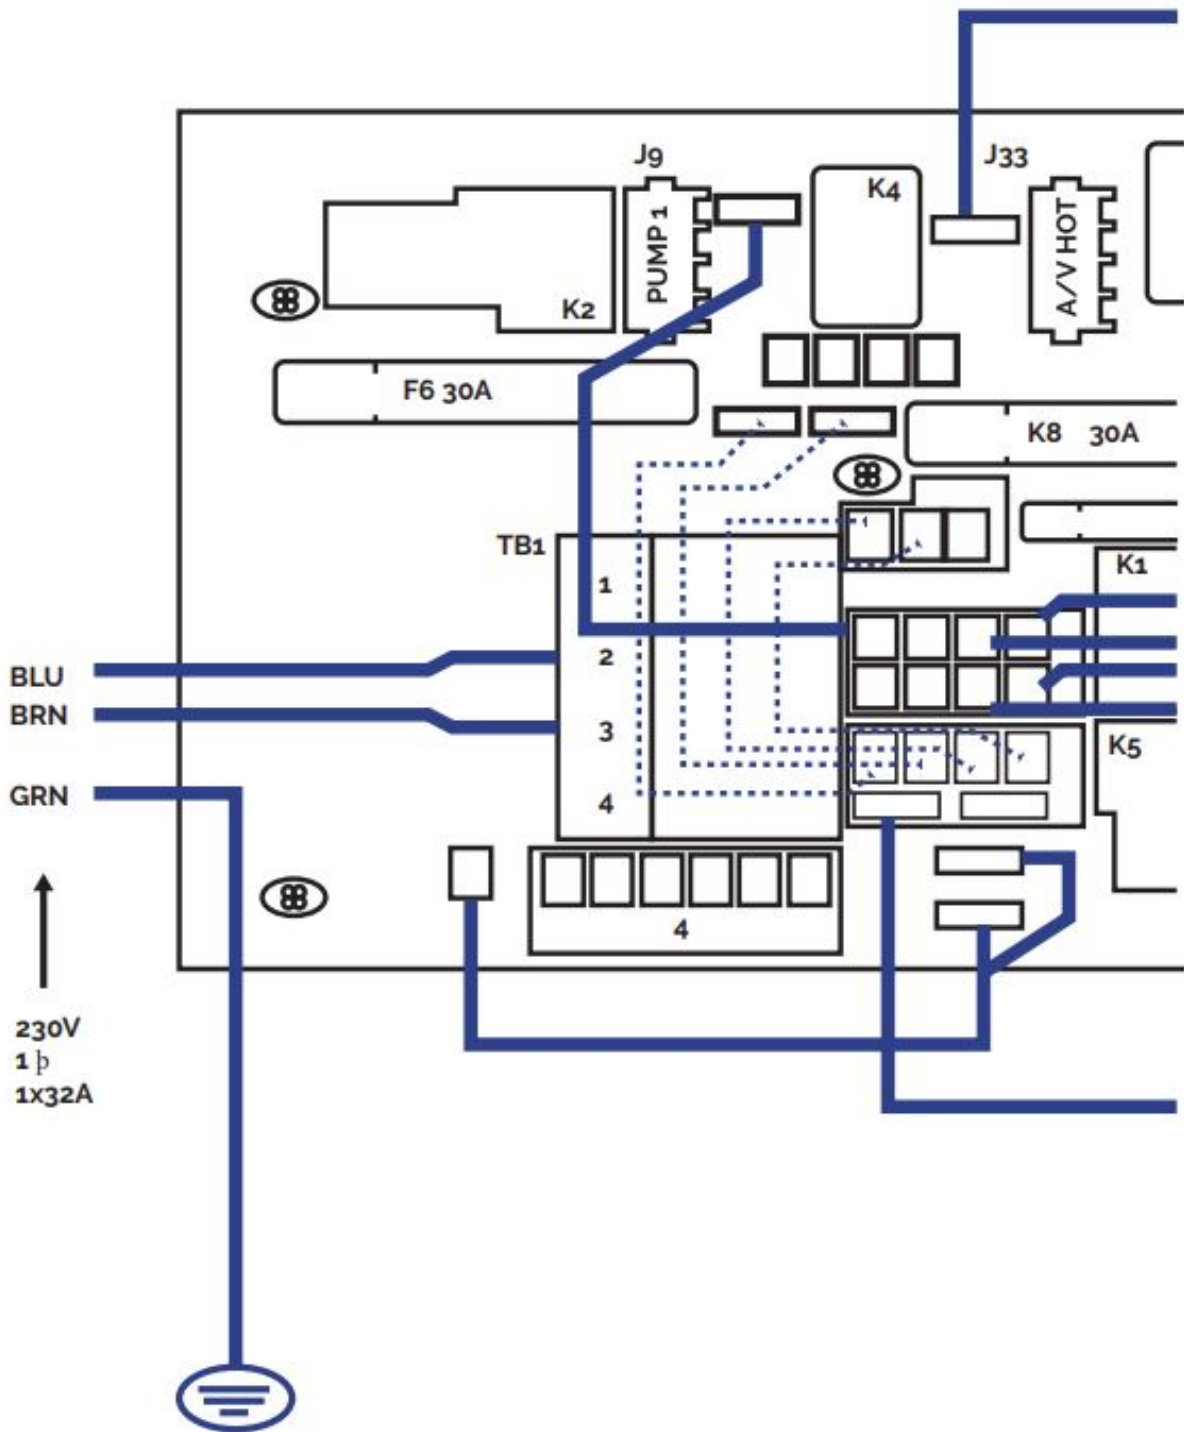 J9
J33
K4
PUMP 1
A/V HOT
K2
F6 30A
K8 30A
TB1
1
K1
2
BLU
BRN
3
K5
GRN
4
4
230V
1 þ
1x32A